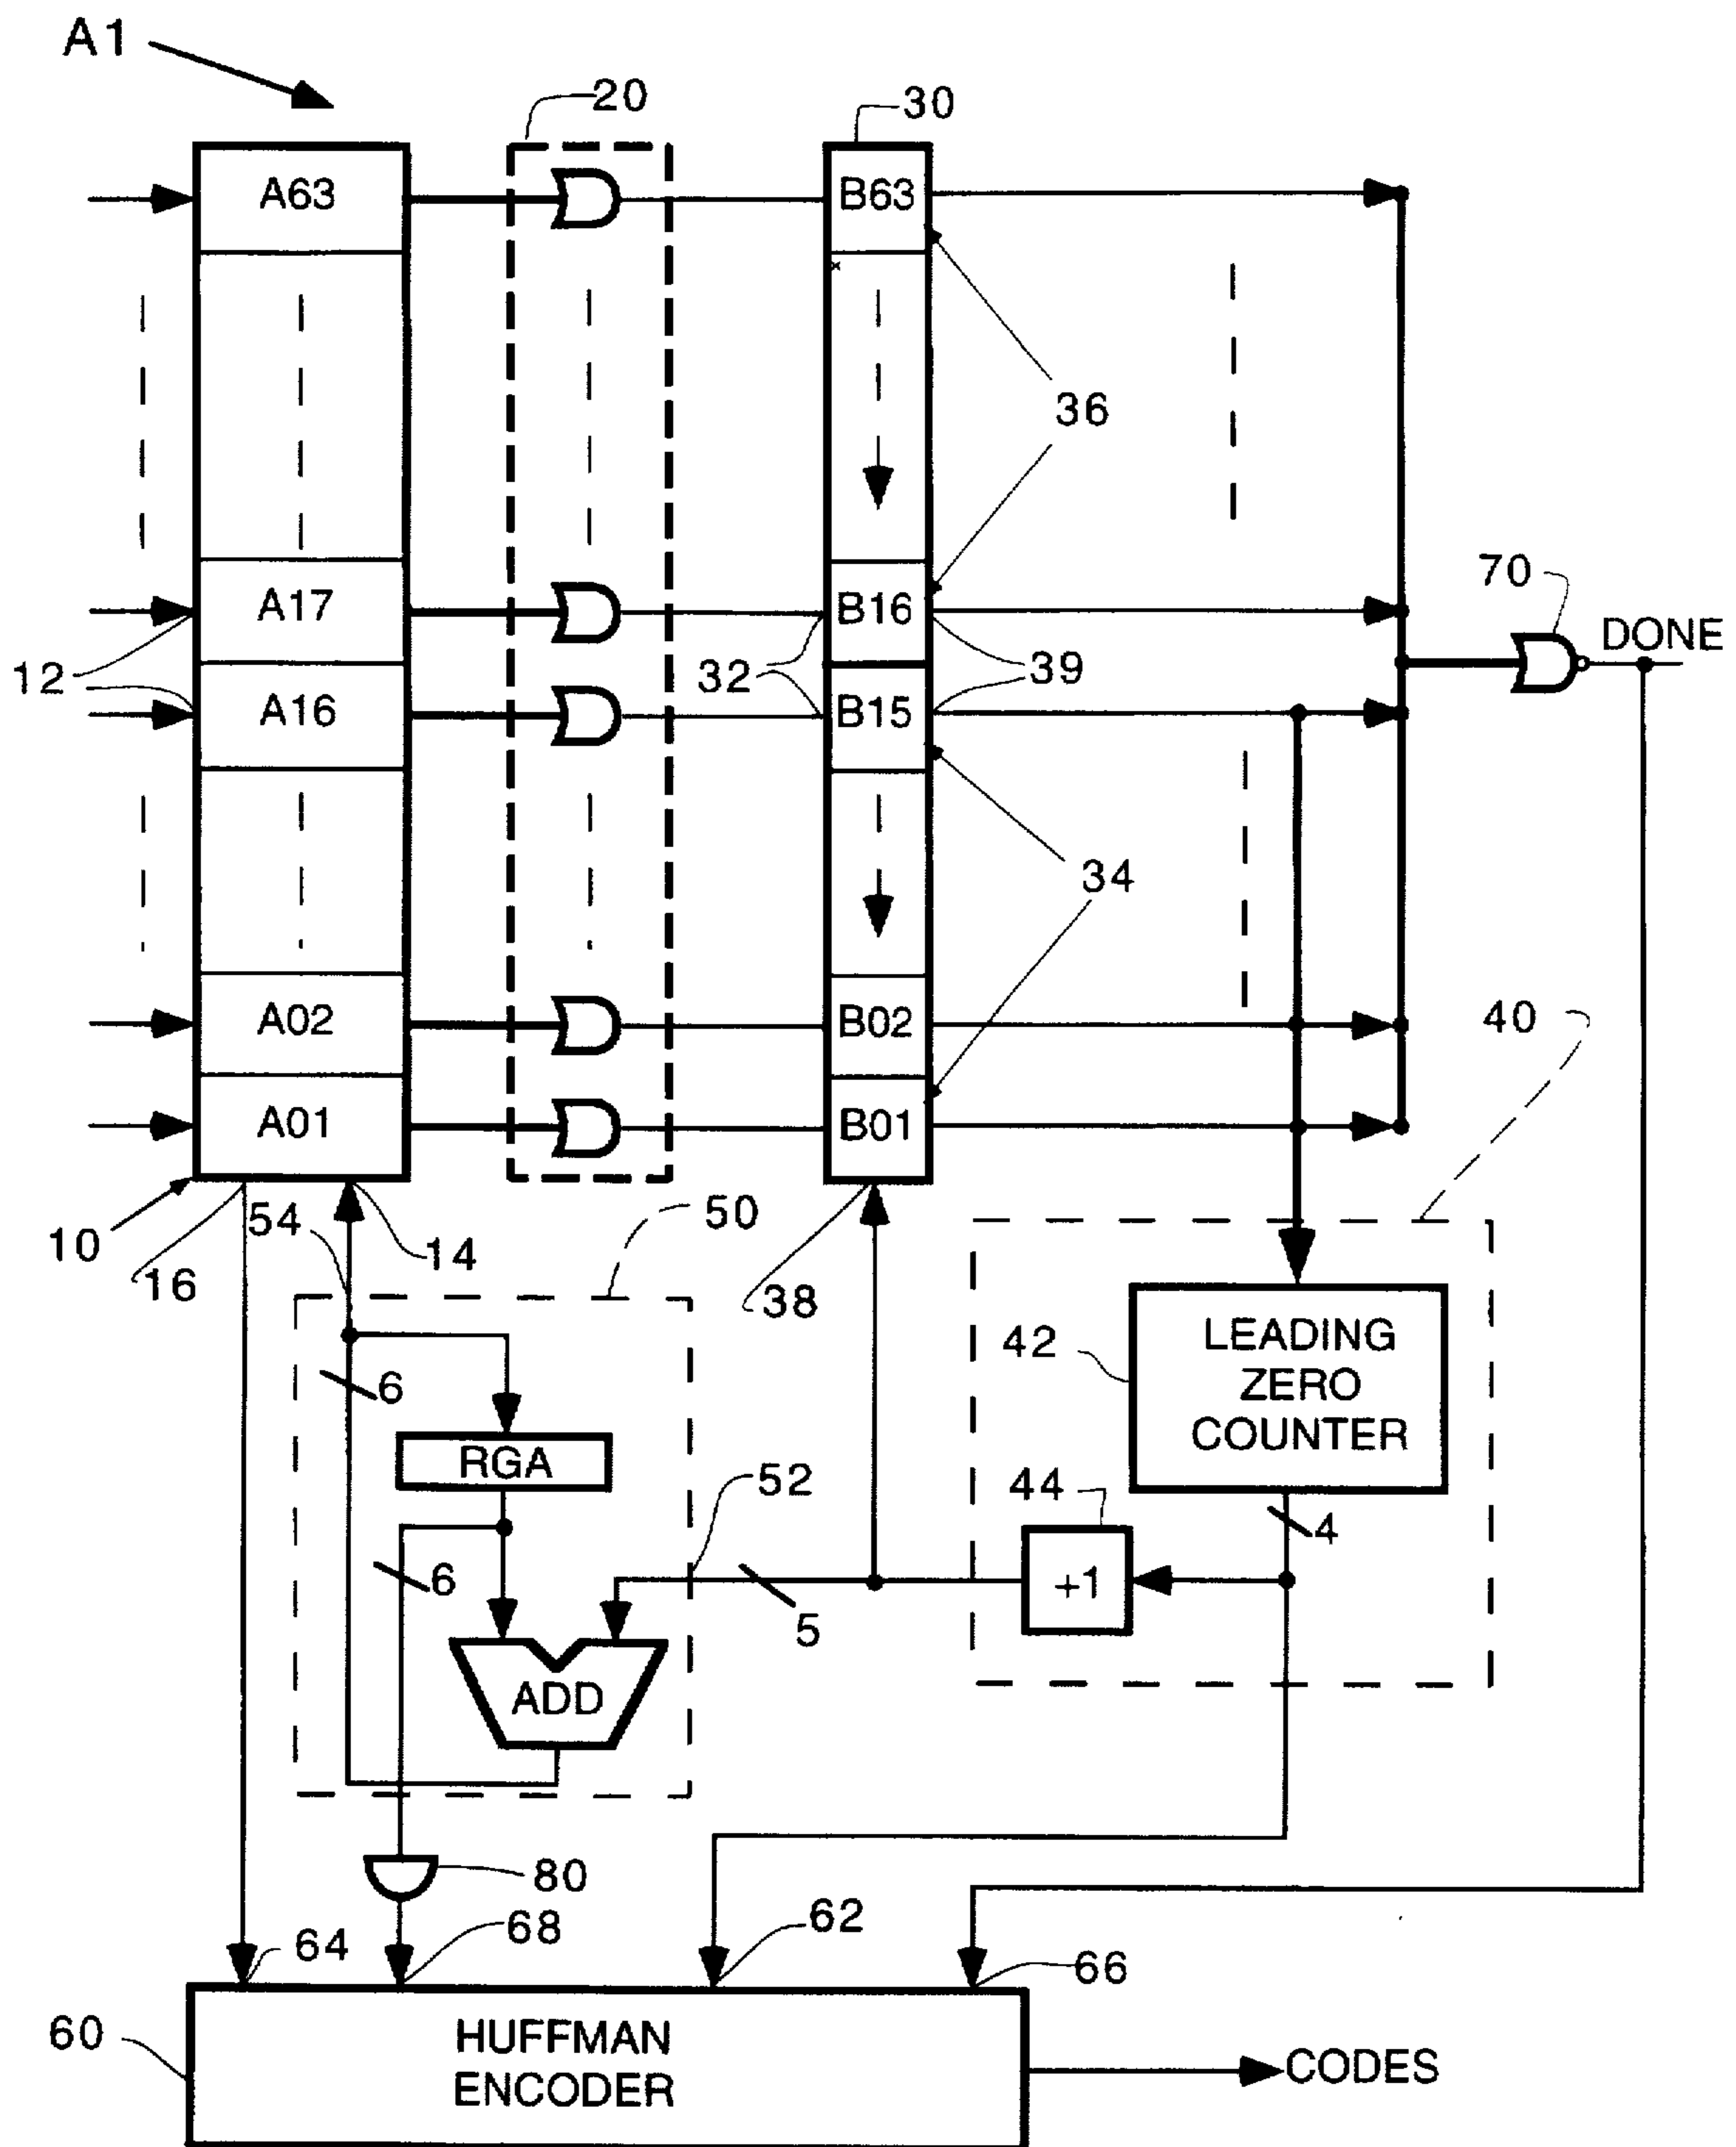 A1
20
30
A63
B63
36
A17
B16
70
DONE
12
32
39
A16
B15
34
A02
B02
40
A01
B01
10
16
54
14
50
38
42
LEADING
ZERO
COUNTER
6
RGA
52
44
4
6
5
+1
ADD
80
64
68
62
66
60
HUFFMAN
ENCODER
CODES